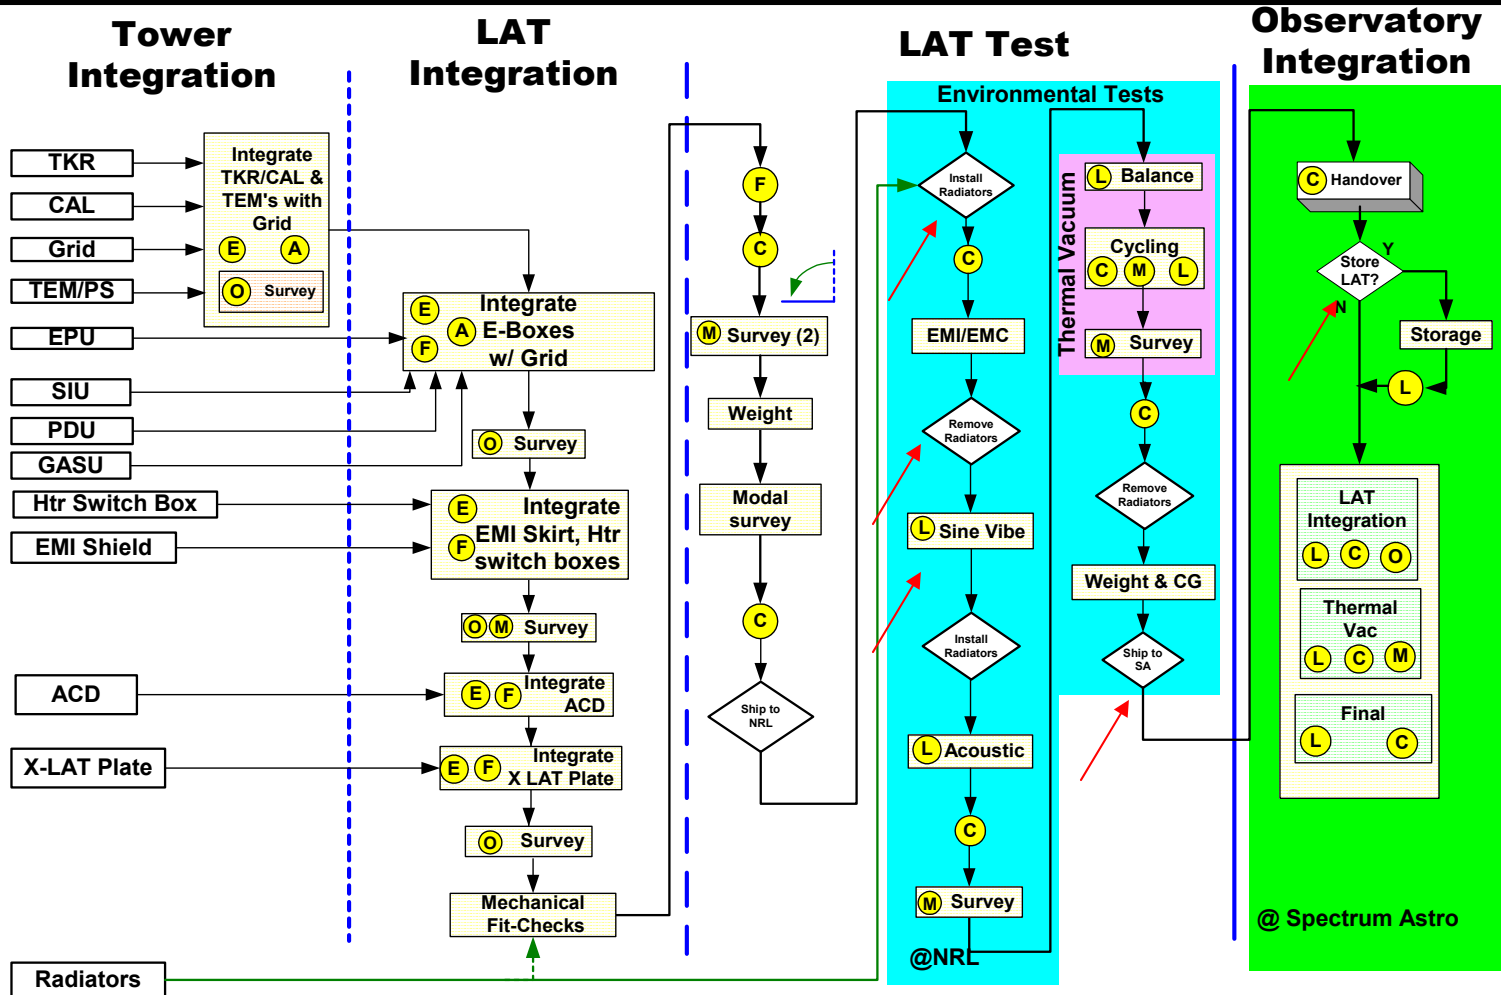 Tower
Integration
LAT
Integration
LAT Test
Observatory
Integration
TKR
CAL
Grid
TEM/PS
EPU
SIU
PDU
GASU
Htr Switch Box
EMI Shield
ACD
X-LAT Plate
Radiators
Integrate
TKR/CAL &
TEM's with
Grid
E
A
O
Survey
E
F
A
Integrate
E-Boxes
w/ Grid
O
Survey
E
F
Integrate
EMI Skirt, Htr
switch boxes
O
M
Survey
E
F
Integrate
ACD
E
F
Integrate
X LAT Plate
O
Survey
Mechanical
Fit-Checks
F
C
M
Survey (2)
Weight
Modal
survey
C
Ship to
NRL
Environmental Tests
Install
Radiators
C
EMI/EMC
Remove
Radiators
L
Sine Vibe
Install
Radiators
L
Acoustic
C
M
Survey
@NRL
Thermal Vacuum
L
Balance
Cycling
C
M
L
M
Survey
C
Remove
Radiators
Weight & CG
Ship to
SA
C
Handover
Store
LAT?
Y
N
Storage
L
LAT
Integration
L
C
O
Thermal
Vac
L
C
M
Final
L
C
@ Spectrum Astro